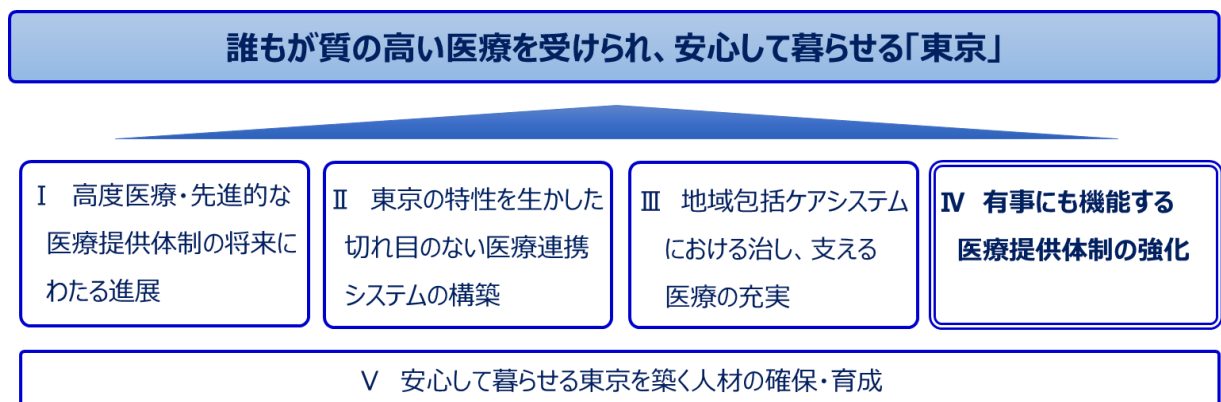 誰もが質の高い医療を受けられ、安心して暮らせる「東京」
Ⅰ 高度医療・先進的な
医療提供体制の将来に
わたる進展
Ⅱ 東京の特性を生かした
切れ目のない医療連携
システムの構築
Ⅲ 地域包括ケアシステム
における治し、支える
医療の充実
Ⅳ 有事にも機能する
医療提供体制の強化
Ⅴ 安心して暮らせる東京を築く人材の確保・育成